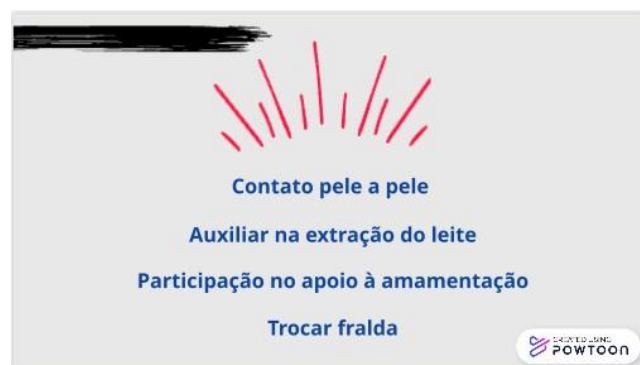 Contato pele a pele
Auxiliar na extração do leite
Participação no apoio à amamentação
Trocar fralda
CREATED USING
POWTOON